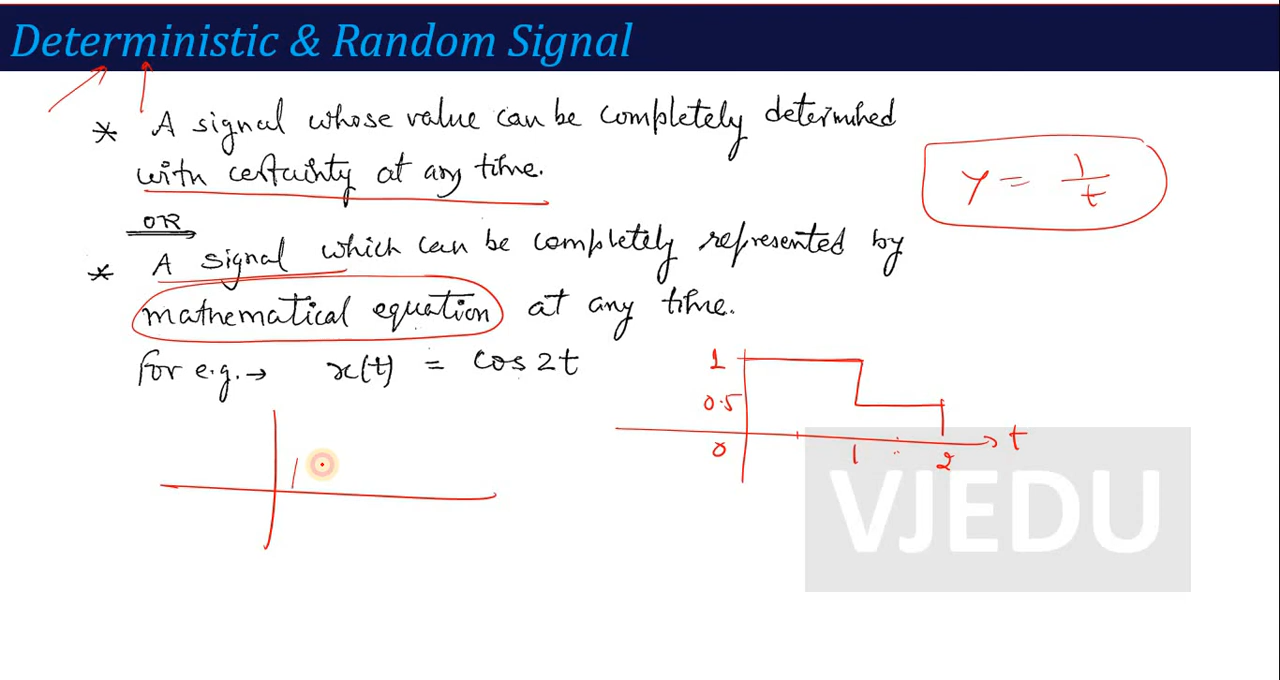 Deterministic & Random Signal
* A signal whose value can be completely determined
with certainty at any time.
y = 1/t
OR
* A signal which can be completely represented by
mathematical equation at any time.
for e.g. → x(t) = cos 2t
1
0.5
0
1
2
t
VJEDU